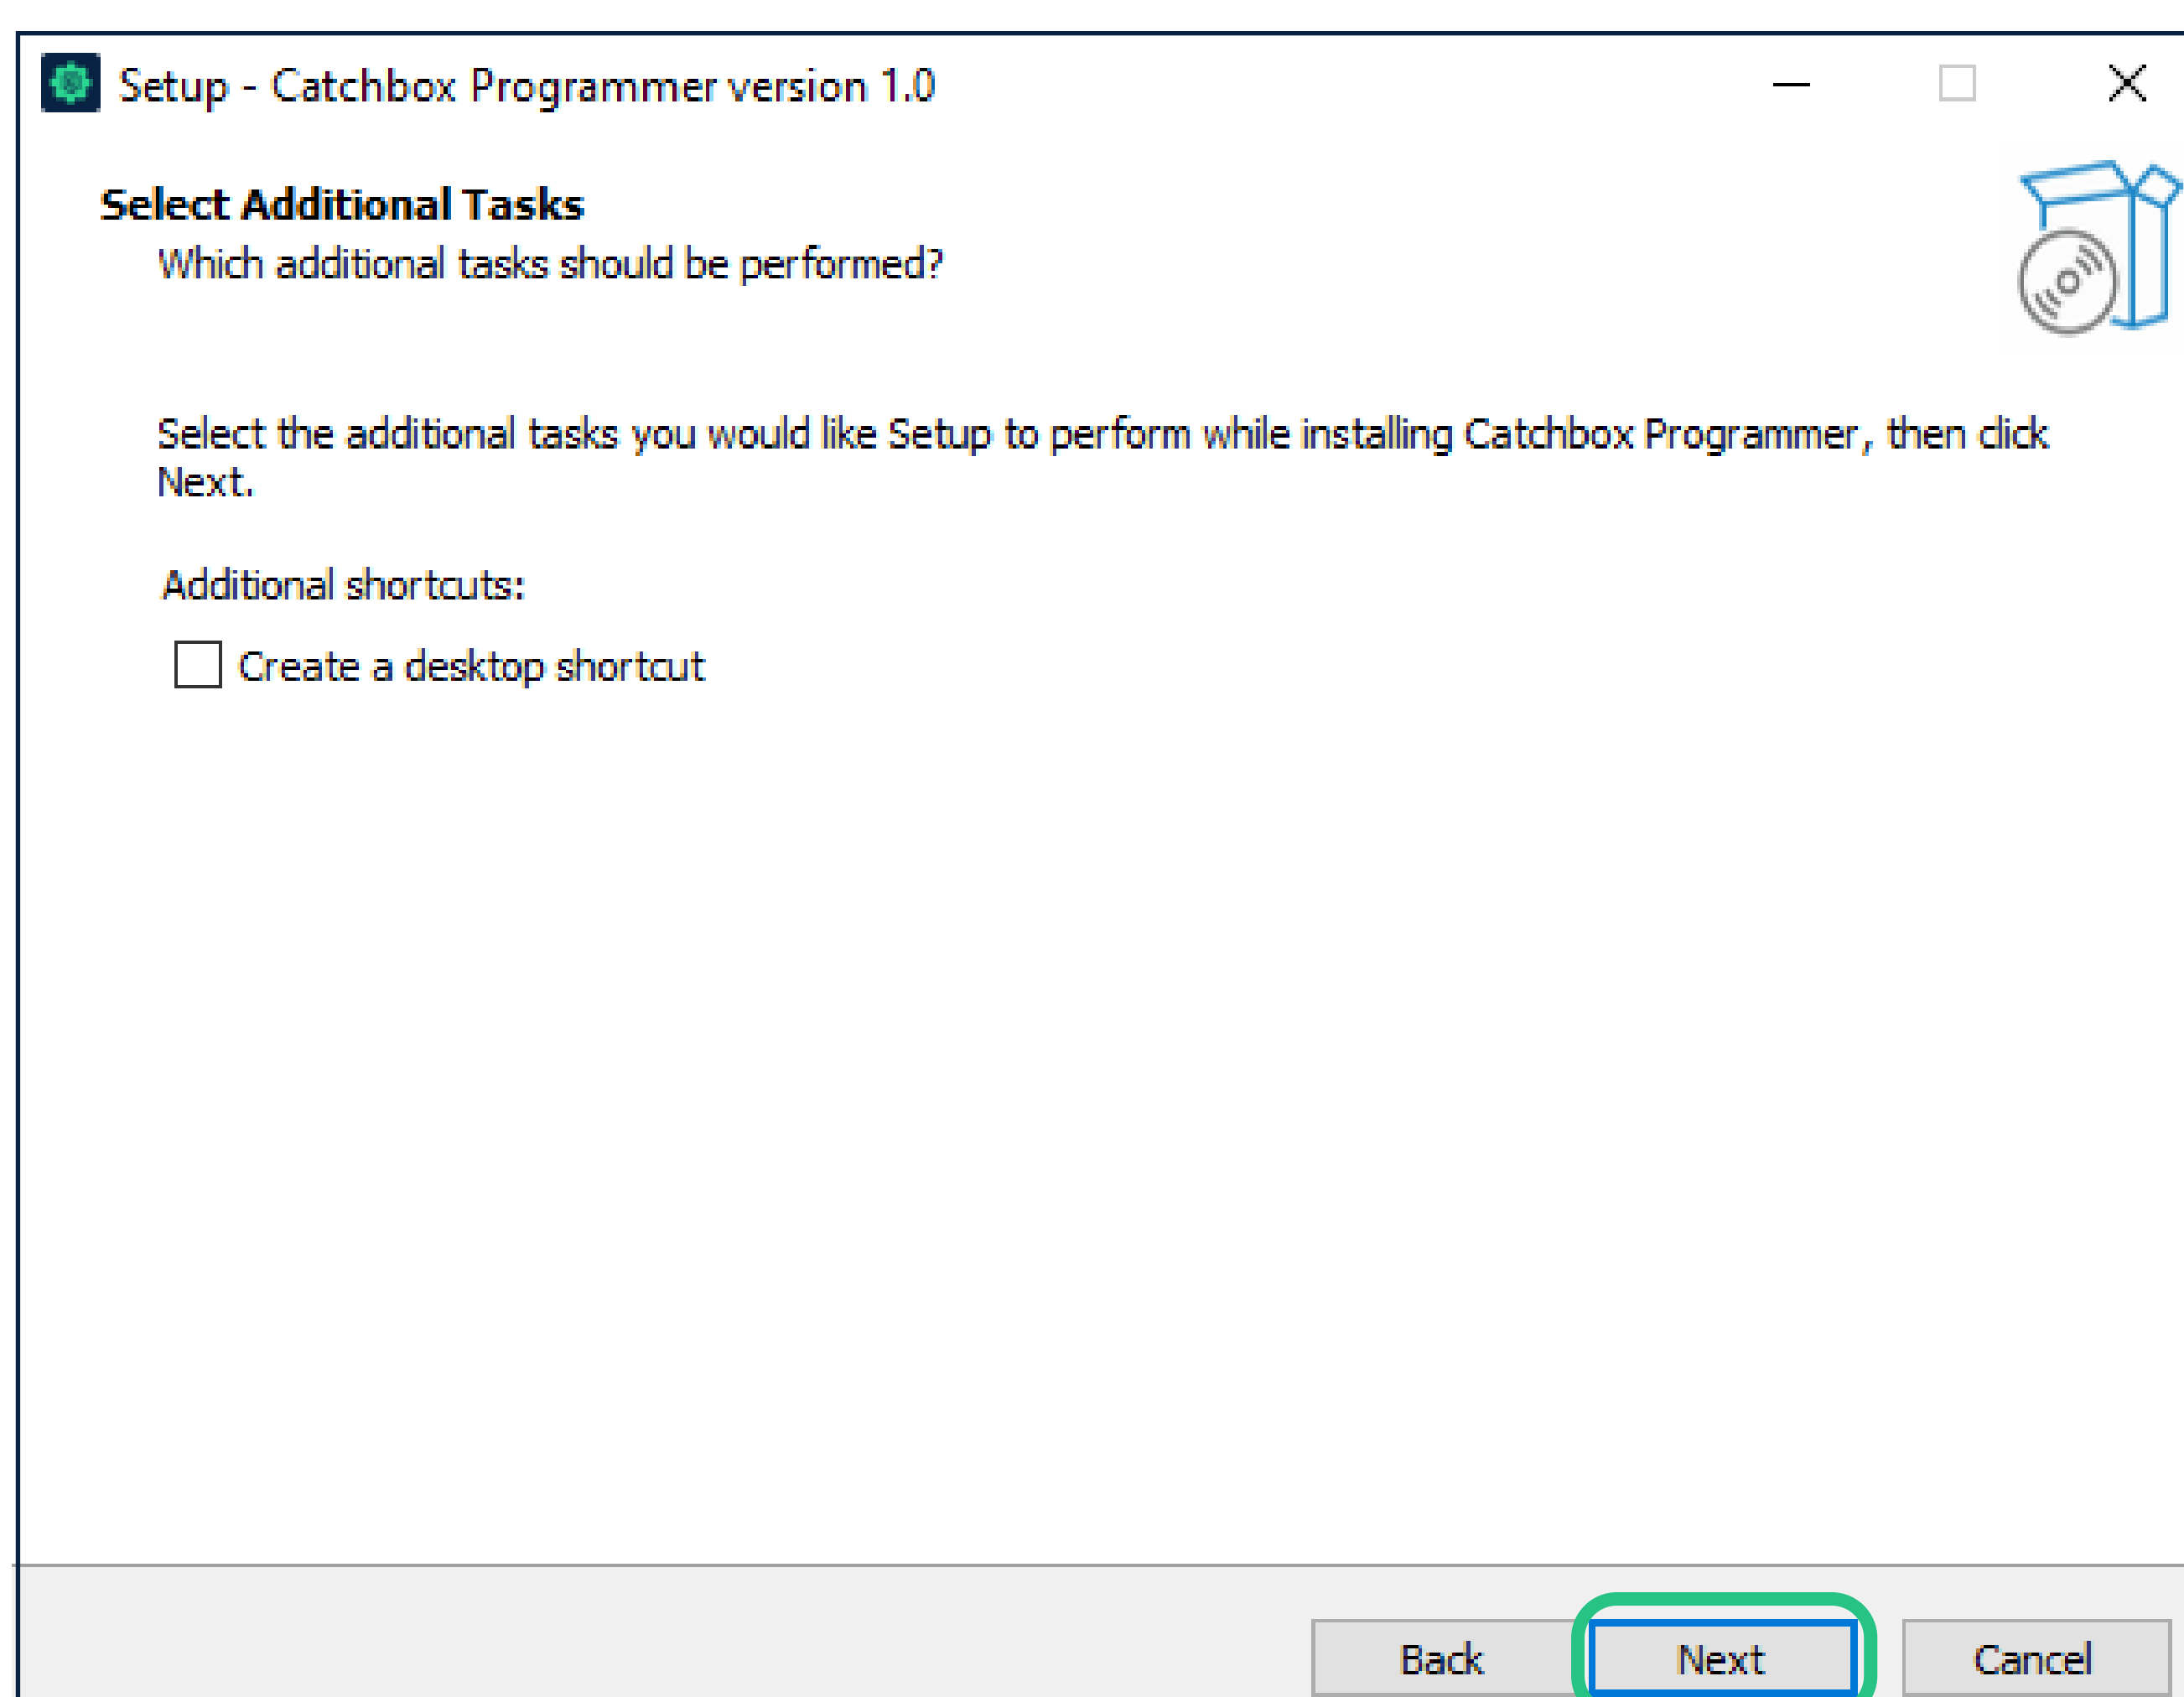 Setup - Catchbox Programmer version 1.0
Select Additional Tasks
Which additional tasks should be performed?
Select the additional tasks you would like Setup to perform while installing Catchbox Programmer, then click
Next.
Additional shortcuts:
Create a desktop shortcut
Back Next Cancel